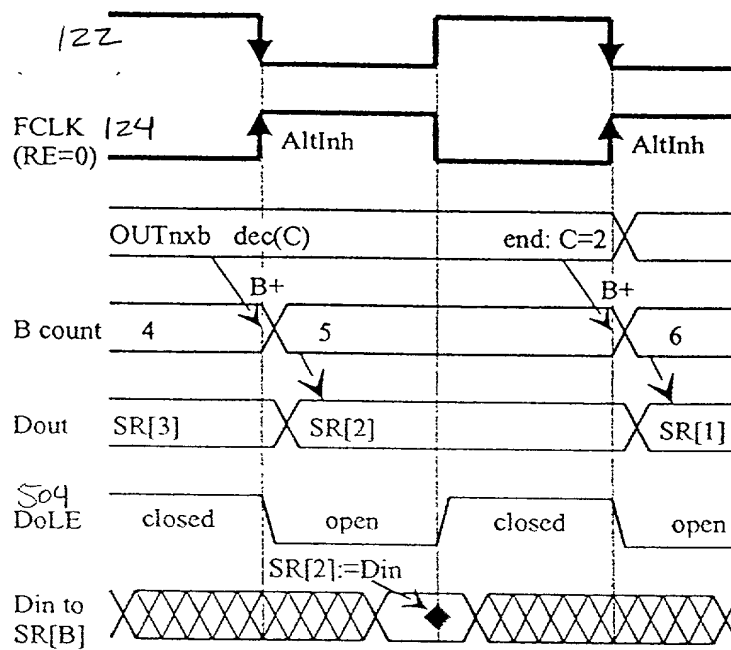 122
FCLK 124
(RE=0)
AltInh
AltInh
OUTnxb dec(C)
end: C=2
B+
B+
B count
4
5
6
Dout
SR[3]
SR[2]
SR[1]
504
DoLE
closed
open
closed
open
SR[2]:=Din
Din to
SR[B]